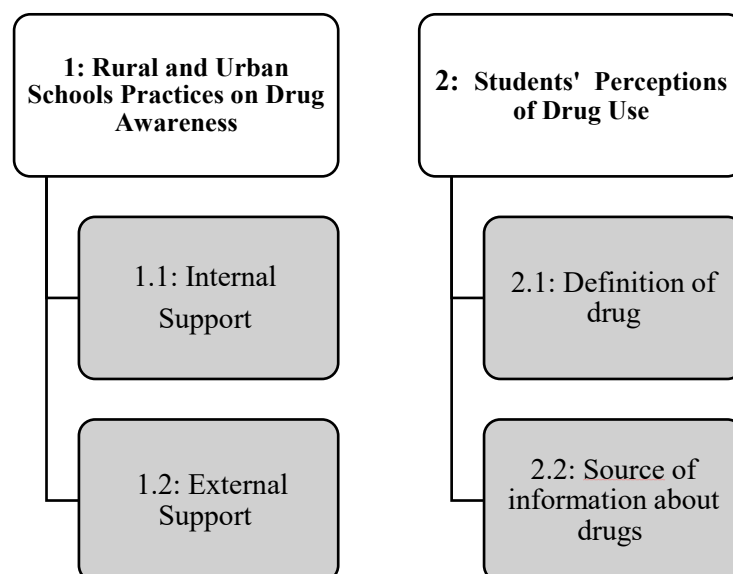 1: Rural and Urban
Schools Practices on Drug
Awareness
1.1: Internal
Support
1.2: External
Support
2: Students' Perceptions
of Drug Use
2.1: Definition of
drug
2.2: Source of
information about
drugs